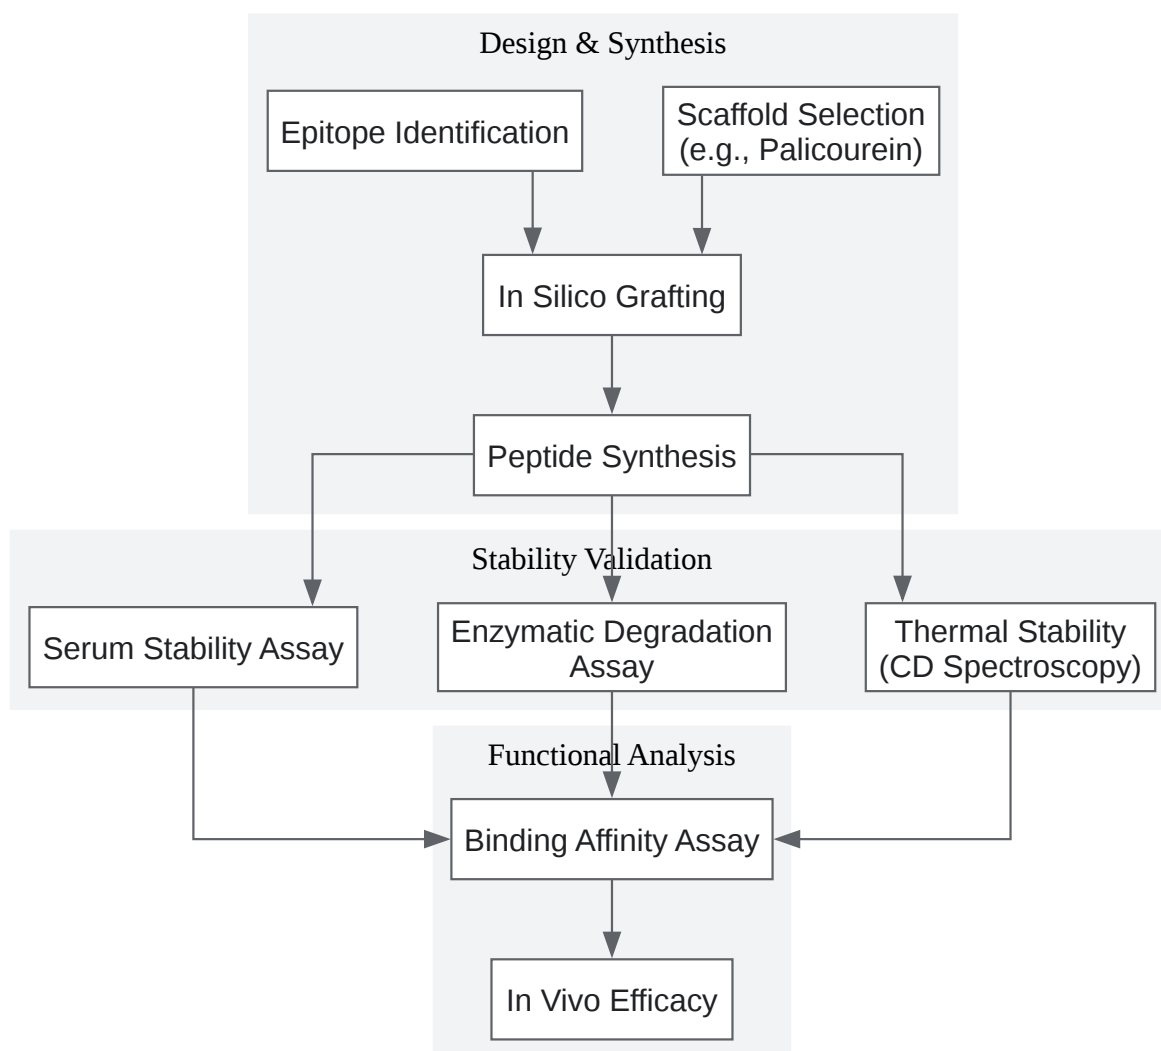 Design & Synthesis
Epitope Identification
Scaffold Selection
(e.g., Palicourein)
In Silico Grafting
Peptide Synthesis
Stability Validation
Serum Stability Assay
Enzymatic Degradation
Assay
Thermal Stability
(CD Spectroscopy)
Functional Analysis
Binding Affinity Assay
In Vivo Efficacy